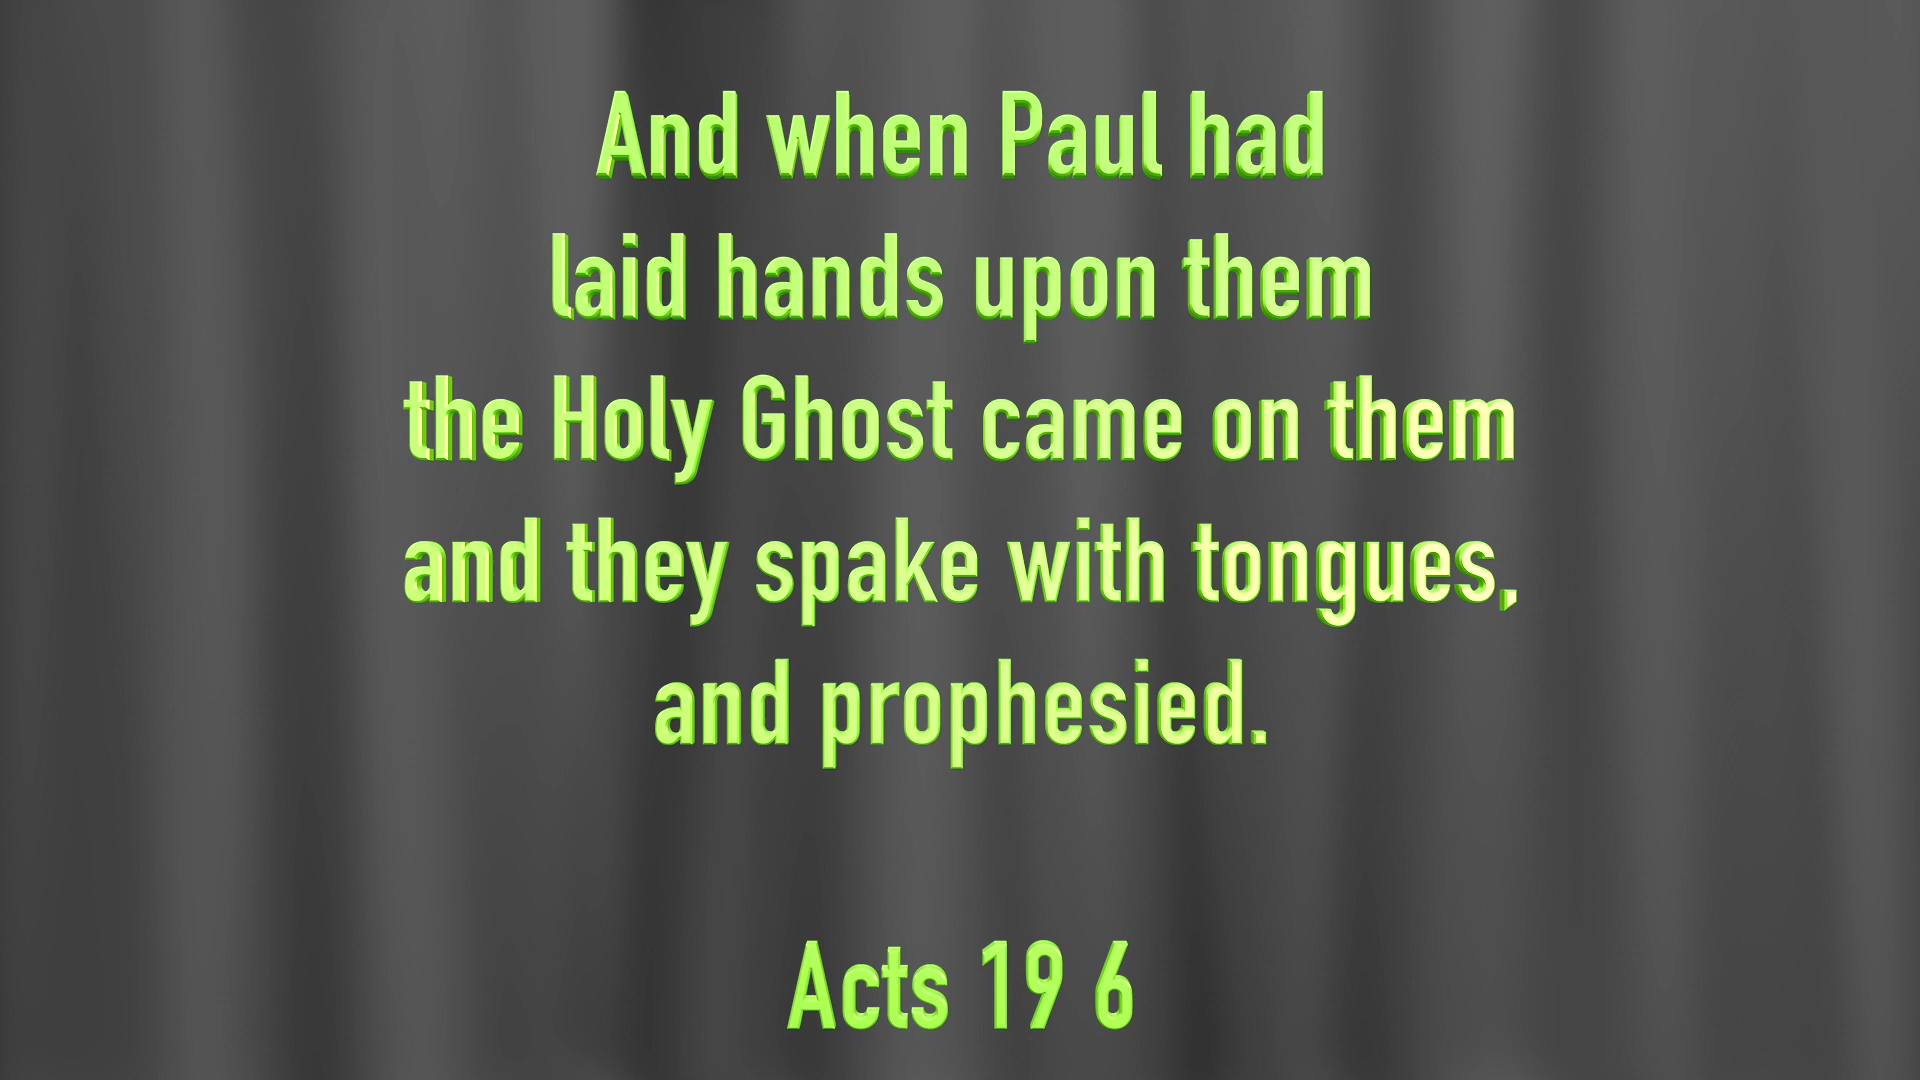 And when Paul had
laid hands upon them
the Holy Ghost came on them
and they spake with tongues,
and prophesied.
Acts 19 6